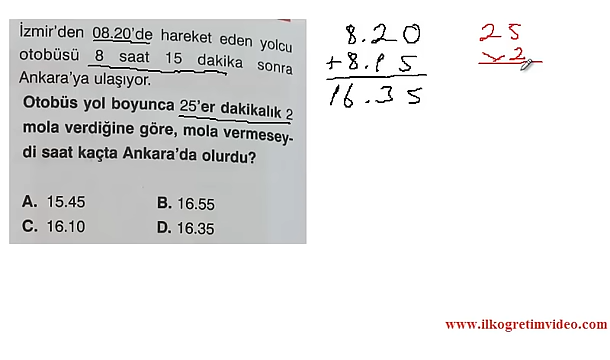 İzmir'den 08.20'de hareket eden yolcu
otobüsü 8 saat 15 dakika sonra
Ankara'ya ulaşıyor.
Otobüs yol boyunca 25'er dakikalık 2
mola verdiğine göre, mola vermesey-
di saat kaçta Ankara'da olurdu?
A. 15.45 B. 16.55
C. 16.10 D. 16.35
8.20
+8.15
16.35
25
x2
www.ilkogretimvideo.com